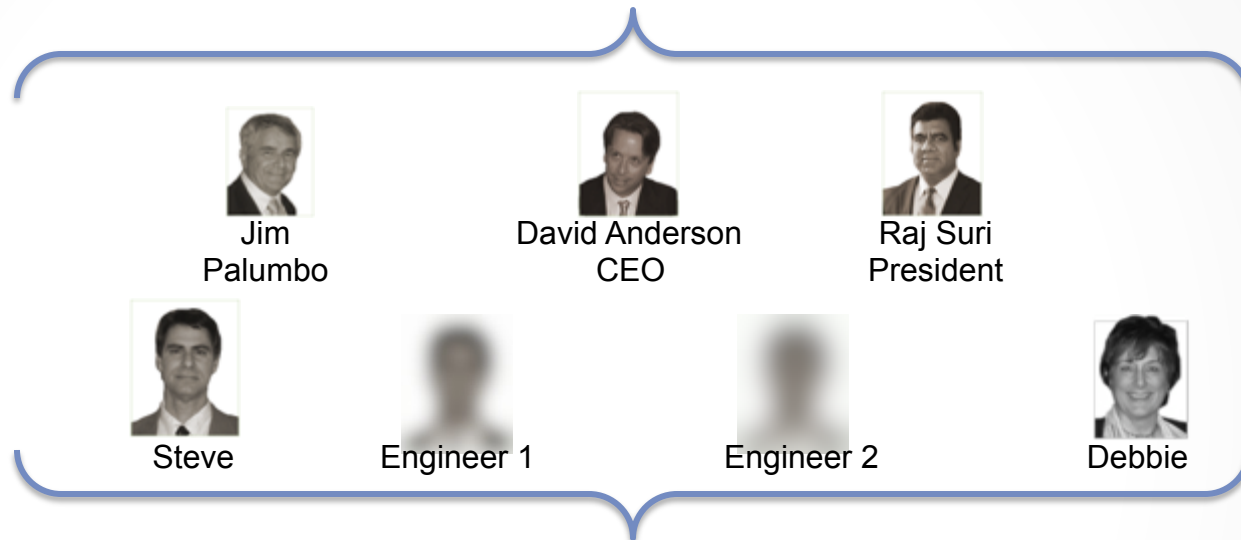 Jim
Palumbo
David Anderson
CEO
Raj Suri
President
Steve
Engineer 1
Engineer 2
Debbie